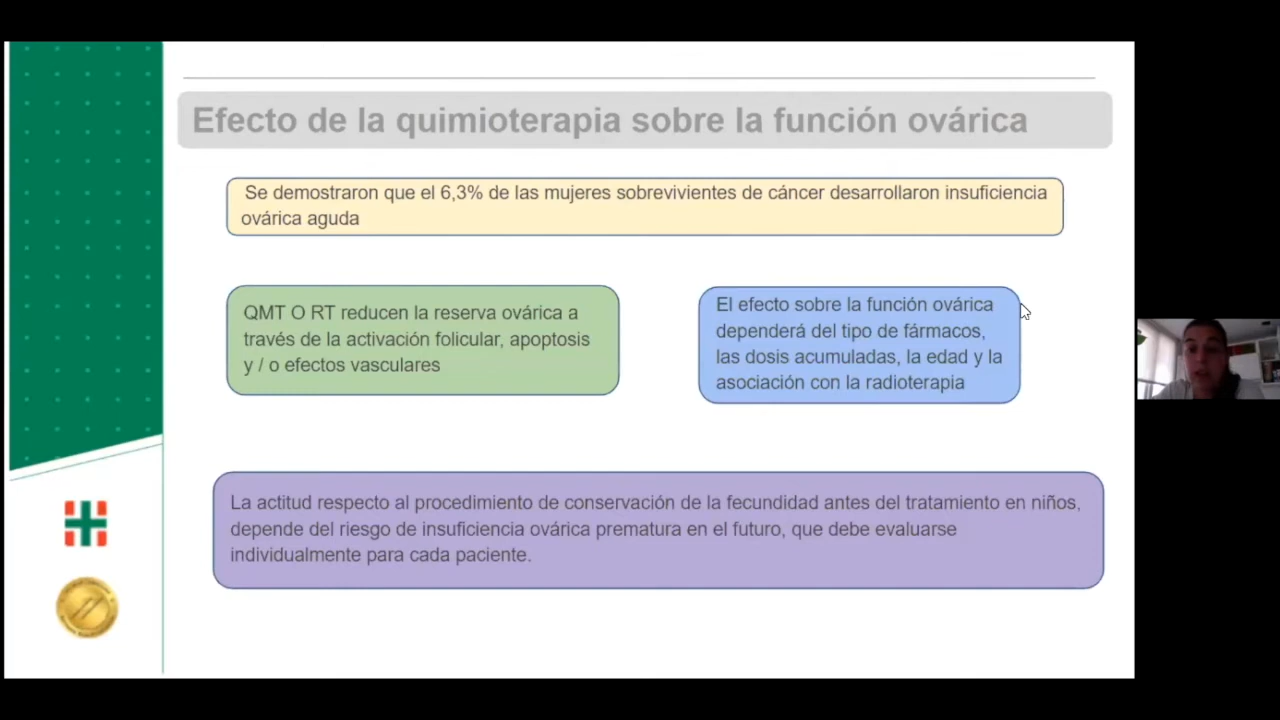 Efecto de la quimioterapia sobre la función ovárica
Se demostraron que el 6,3% de las mujeres sobrevivientes de cáncer desarrollaron insuficiencia
ovárica aguda
QMT O RT reducen la reserva ovárica a
través de la activación folicular, apoptosis
y / o efectos vasculares
El efecto sobre la función ovárica
dependerá del tipo de fármacos,
las dosis acumuladas, la edad y la
asociación con la radioterapia
La actitud respecto al procedimiento de conservación de la fecundidad antes del tratamiento en niños,
depende del riesgo de insuficiencia ovárica prematura en el futuro, que debe evaluarse
individualmente para cada paciente.